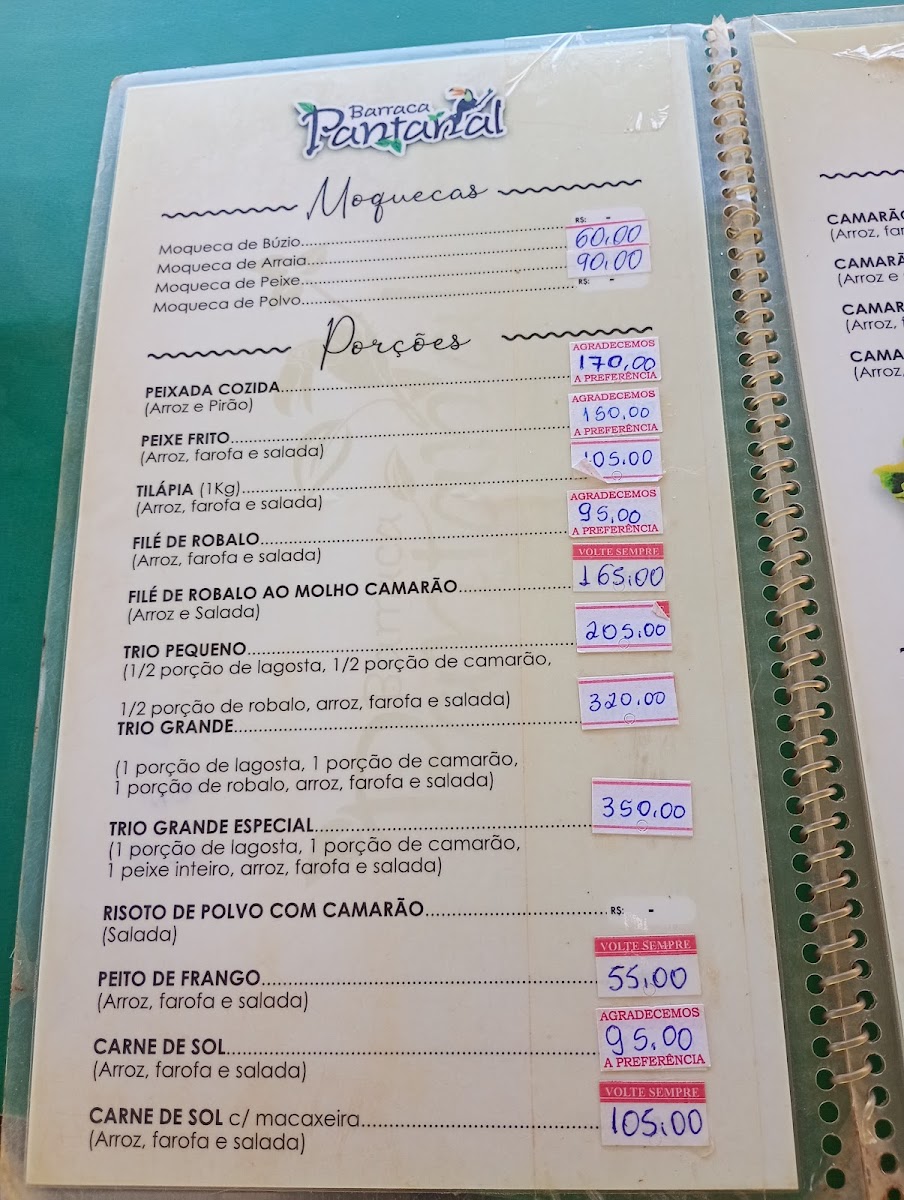 Barraca
Pantanal
Moquecas
Moqueca de Búzio R$: -
Moqueca de Arraia 60,00
Moqueca de Peixe 90,00
Moqueca de Polvo R$: -
Porções
AGRADECEMOS
PEIXADA COZIDA 170,00
A PREFERÊNCIA
(Arroz e Pirão)
AGRADECEMOS
PEIXE FRITO 150,00
A PREFERÊNCIA
(Arroz, farofa e salada)
TILÁPIA (1Kg) 105.00
(Arroz, farofa e salada)
AGRADECEMOS
FILÉ DE ROBALO 95,00
A PREFERÊNCIA
(Arroz, farofa e salada)
VOLTE SEMPRE
FILÉ DE ROBALO AO MOLHO CAMARÃO 165,00
(Arroz e Salada)
TRIO PEQUENO 205.00
(1/2 porção de lagosta, 1/2 porção de camarão,
1/2 porção de robalo, arroz, farofa e salada)
TRIO GRANDE 320.00
(1 porção de lagosta, 1 porção de camarão,
1 porção de robalo, arroz, farofa e salada)
TRIO GRANDE ESPECIAL 350,00
(1 porção de lagosta, 1 porção de camarão,
1 peixe inteiro, arroz, farofa e salada)
RISOTO DE POLVO COM CAMARÃO R$: -
(Salada)
VOLTE SEMPRE
PEITO DE FRANGO 55,00
(Arroz, farofa e salada)
AGRADECEMOS
CARNE DE SOL 95.00
A PREFERÊNCIA
(Arroz, farofa e salada)
VOLTE SEMPRE
CARNE DE SOL c/ macaxeira 105.00
(Arroz, farofa e salada)
CAMARÃO
(Arroz, far
CAMARÃ
(Arroz e
CAMAR
(Arroz,
CAMA
(Arroz,